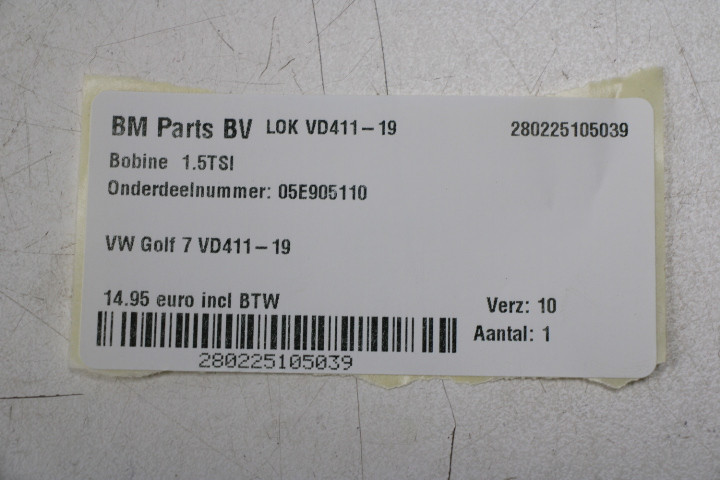 BM Parts BV LOK VD411-19 280225105039
Bobine 1.5TSI
Onderdeelnummer: 05E905110
VW Golf 7 VD411-19
14.95 euro incl BTW Verz: 10
Aantal: 1
280225105039